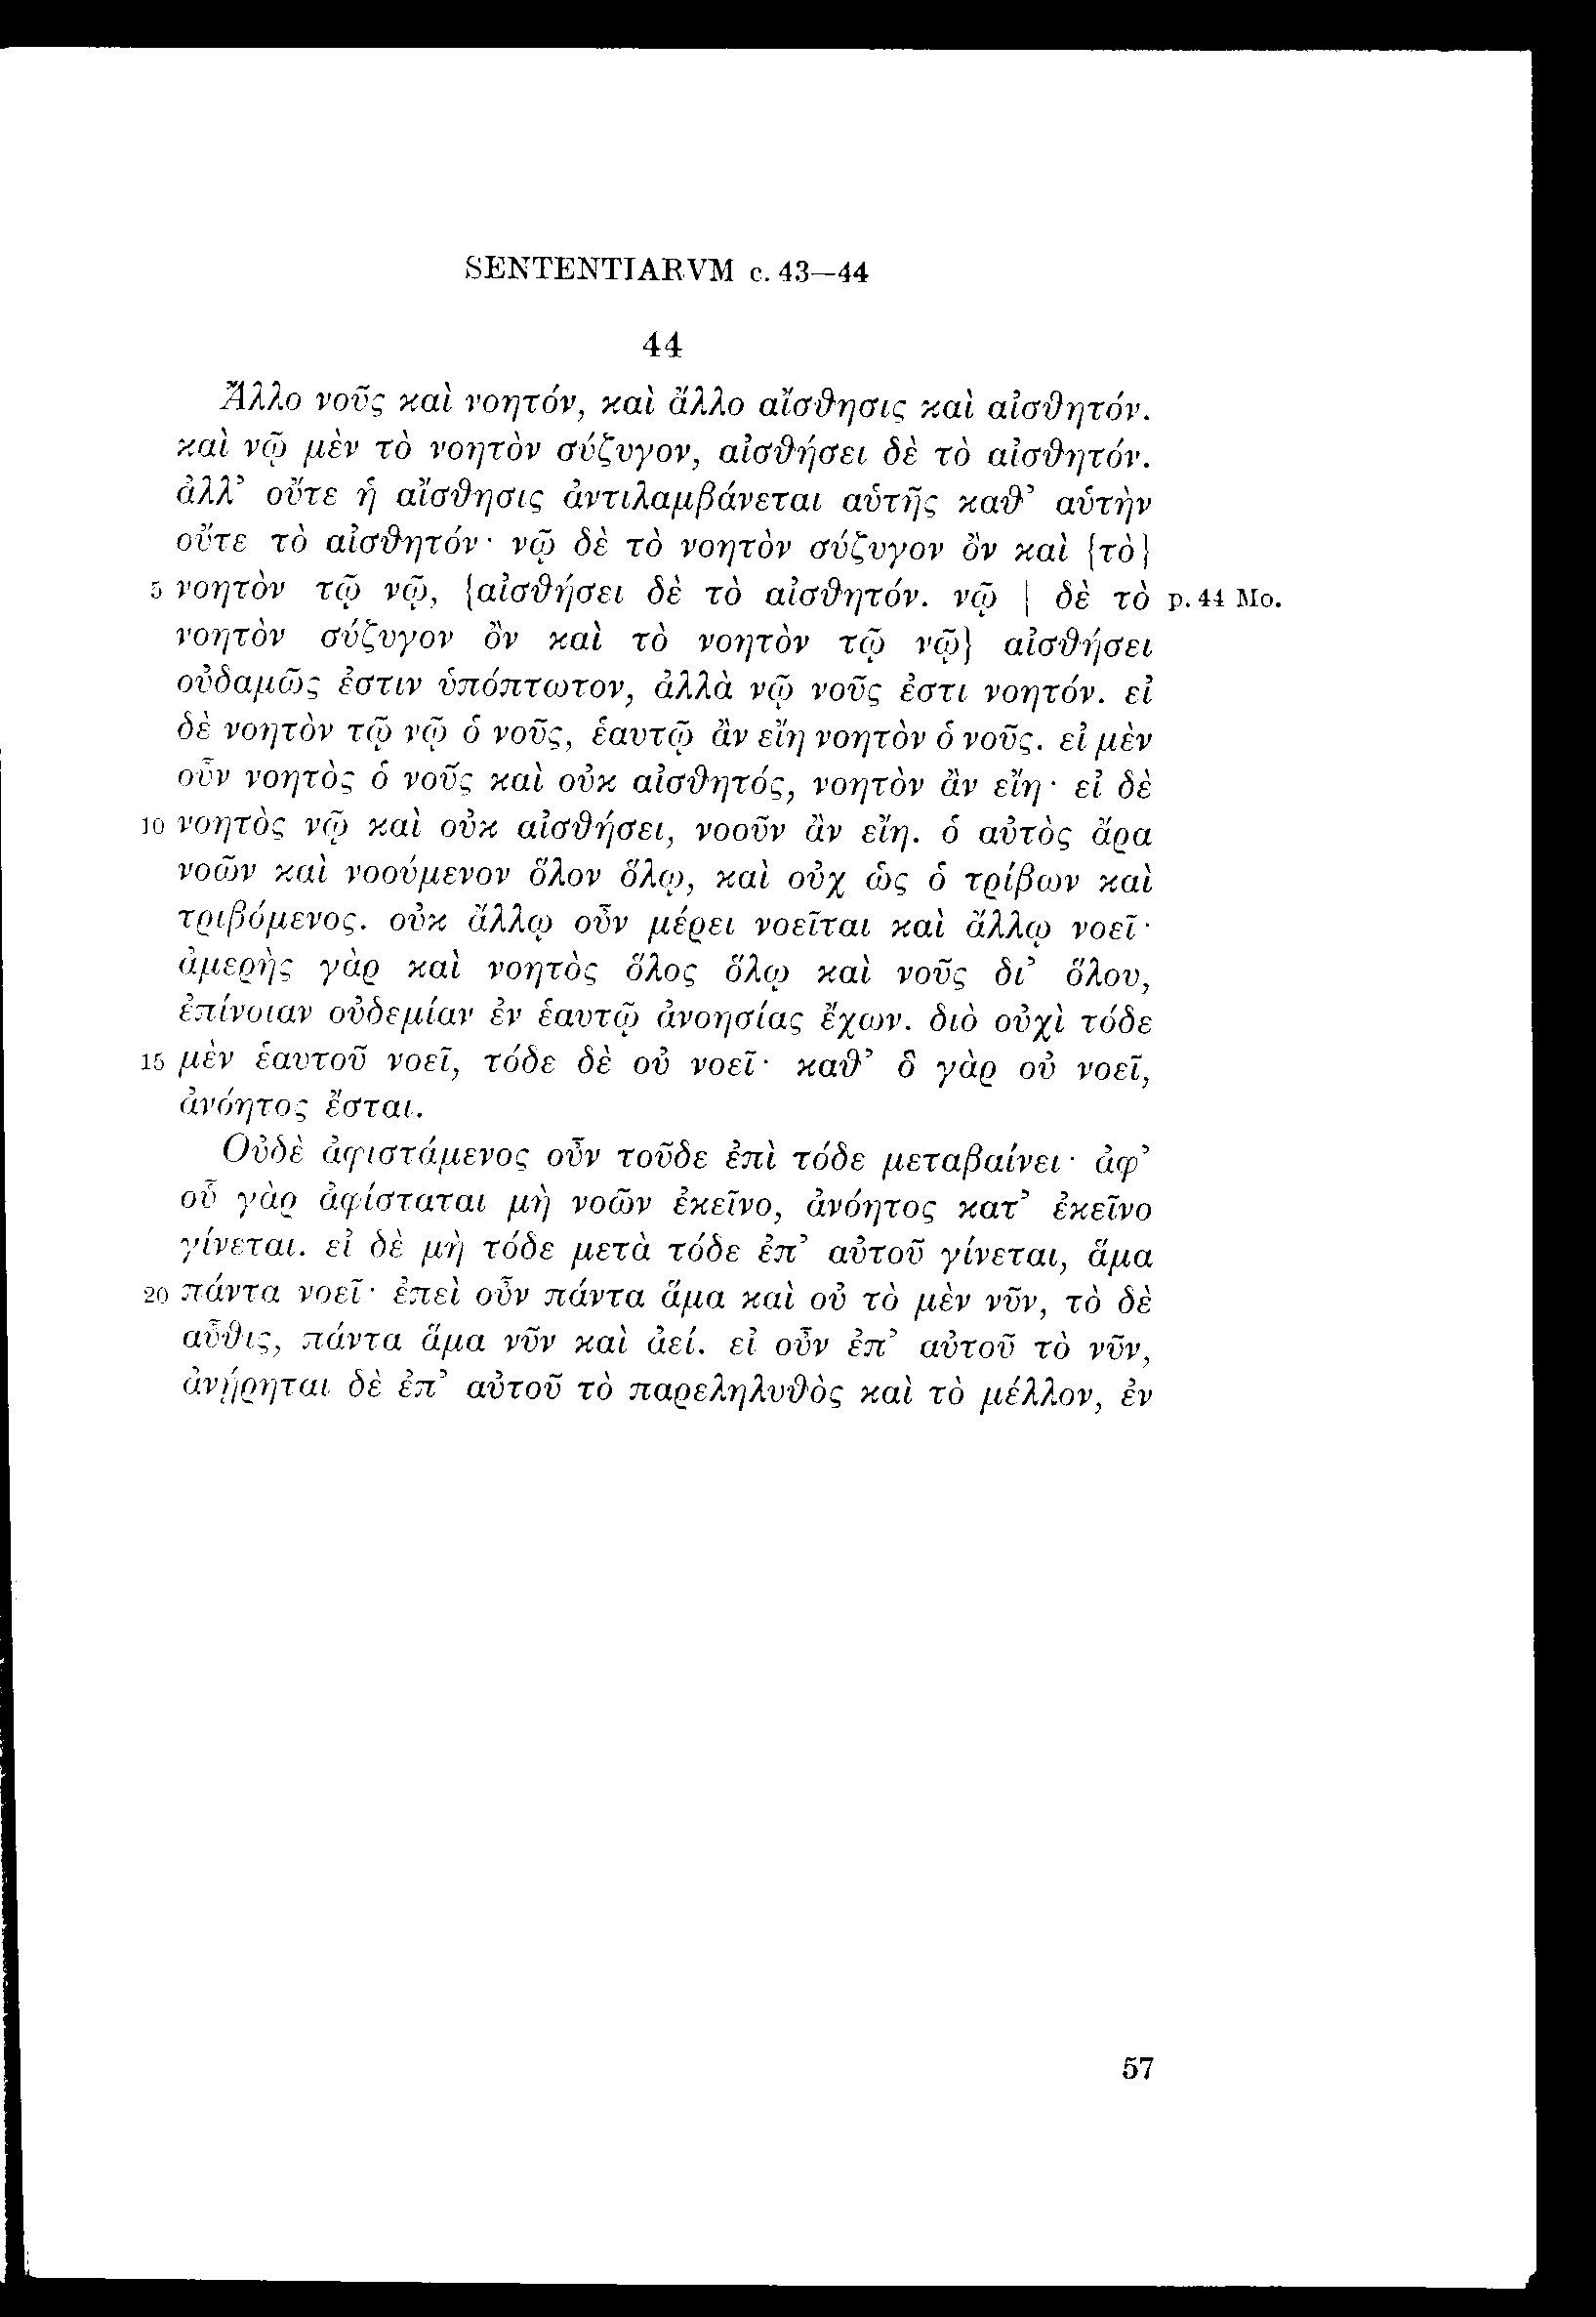 SENTENTIARVM c. 43—44
44
Ἄλλο νοῦς καὶ νοητόν, καὶ ἄλλο αἴσθησις καὶ αἰσθητόν.
καὶ νῷ μὲν τὸ νοητὸν σύζυγον, αἰσθήσει δὲ τὸ αἰσθητόν.
ἀλλ’ οὔτε ἡ αἴσθησις ἀντιλαμβάνεται αὑτῆς καθ’ αὑτὴν
οὔτε τὸ αἰσθητόν· νῷ δὲ τὸ νοητὸν σύζυγον ὂν καὶ {τὸ}
5 νοητὸν τῷ νῷ, {αἰσθήσει δὲ τὸ αἰσθητόν. νῷ | δὲ τὸ p. 44 Mo.
νοητὸν σύζυγον ὂν καὶ τὸ νοητὸν τῷ νῷ} αἰσθήσει
οὐδαμῶς ἐστιν ὑπόπτωτον, ἀλλὰ νῷ νοῦς ἐστι νοητόν. εἰ
δὲ νοητὸν τῷ νῷ ὁ νοῦς, ἑαυτῷ ἂν εἴη νοητὸν ὁ νοῦς. εἰ μὲν
οὖν νοητὸς ὁ νοῦς καὶ οὐκ αἰσθητός, νοητὸν ἂν εἴη· εἰ δὲ
10 νοητὸς νῷ καὶ οὐκ αἰσθήσει, νοοῦν ἂν εἴη. ὁ αὐτὸς ἄρα
νοῶν καὶ νοούμενον ὅλον ὅλῳ, καὶ οὐχ ὡς ὁ τρίβων καὶ
τριβόμενος. οὐκ ἄλλῳ οὖν μέρει νοεῖται καὶ ἄλλῳ νοεῖ·
ἀμερὴς γὰρ καὶ νοητὸς ὅλος ὅλῳ καὶ νοῦς δι’ ὅλου,
ἐπίνοιαν οὐδεμίαν ἐν ἑαυτῷ ἀνοησίας ἔχων. διὸ οὐχὶ τόδε
15 μὲν ἑαυτοῦ νοεῖ, τόδε δὲ οὐ νοεῖ· καθ’ ὃ γὰρ οὐ νοεῖ,
ἀνόητος ἔσται.
Οὐδὲ ἀφιστάμενος οὖν τοῦδε ἐπὶ τόδε μεταβαίνει· ἀφ’
οὗ γὰρ ἀφίσταται μὴ νοῶν ἐκεῖνο, ἀνόητος κατ’ ἐκεῖνο
γίνεται. εἰ δὲ μὴ τόδε μετὰ τόδε ἐπ’ αὐτοῦ γίνεται, ἅμα
20 πάντα νοεῖ· ἐπεὶ οὖν πάντα ἅμα καὶ οὐ τὸ μὲν νῦν, τὸ δὲ
αὖθις, πάντα ἅμα νῦν καὶ ἀεί. εἰ οὖν ἐπ’ αὐτοῦ τὸ νῦν,
ἀνῄρηται δὲ ἐπ’ αὐτοῦ τὸ παρεληλυθὸς καὶ τὸ μέλλον, ἐν
57